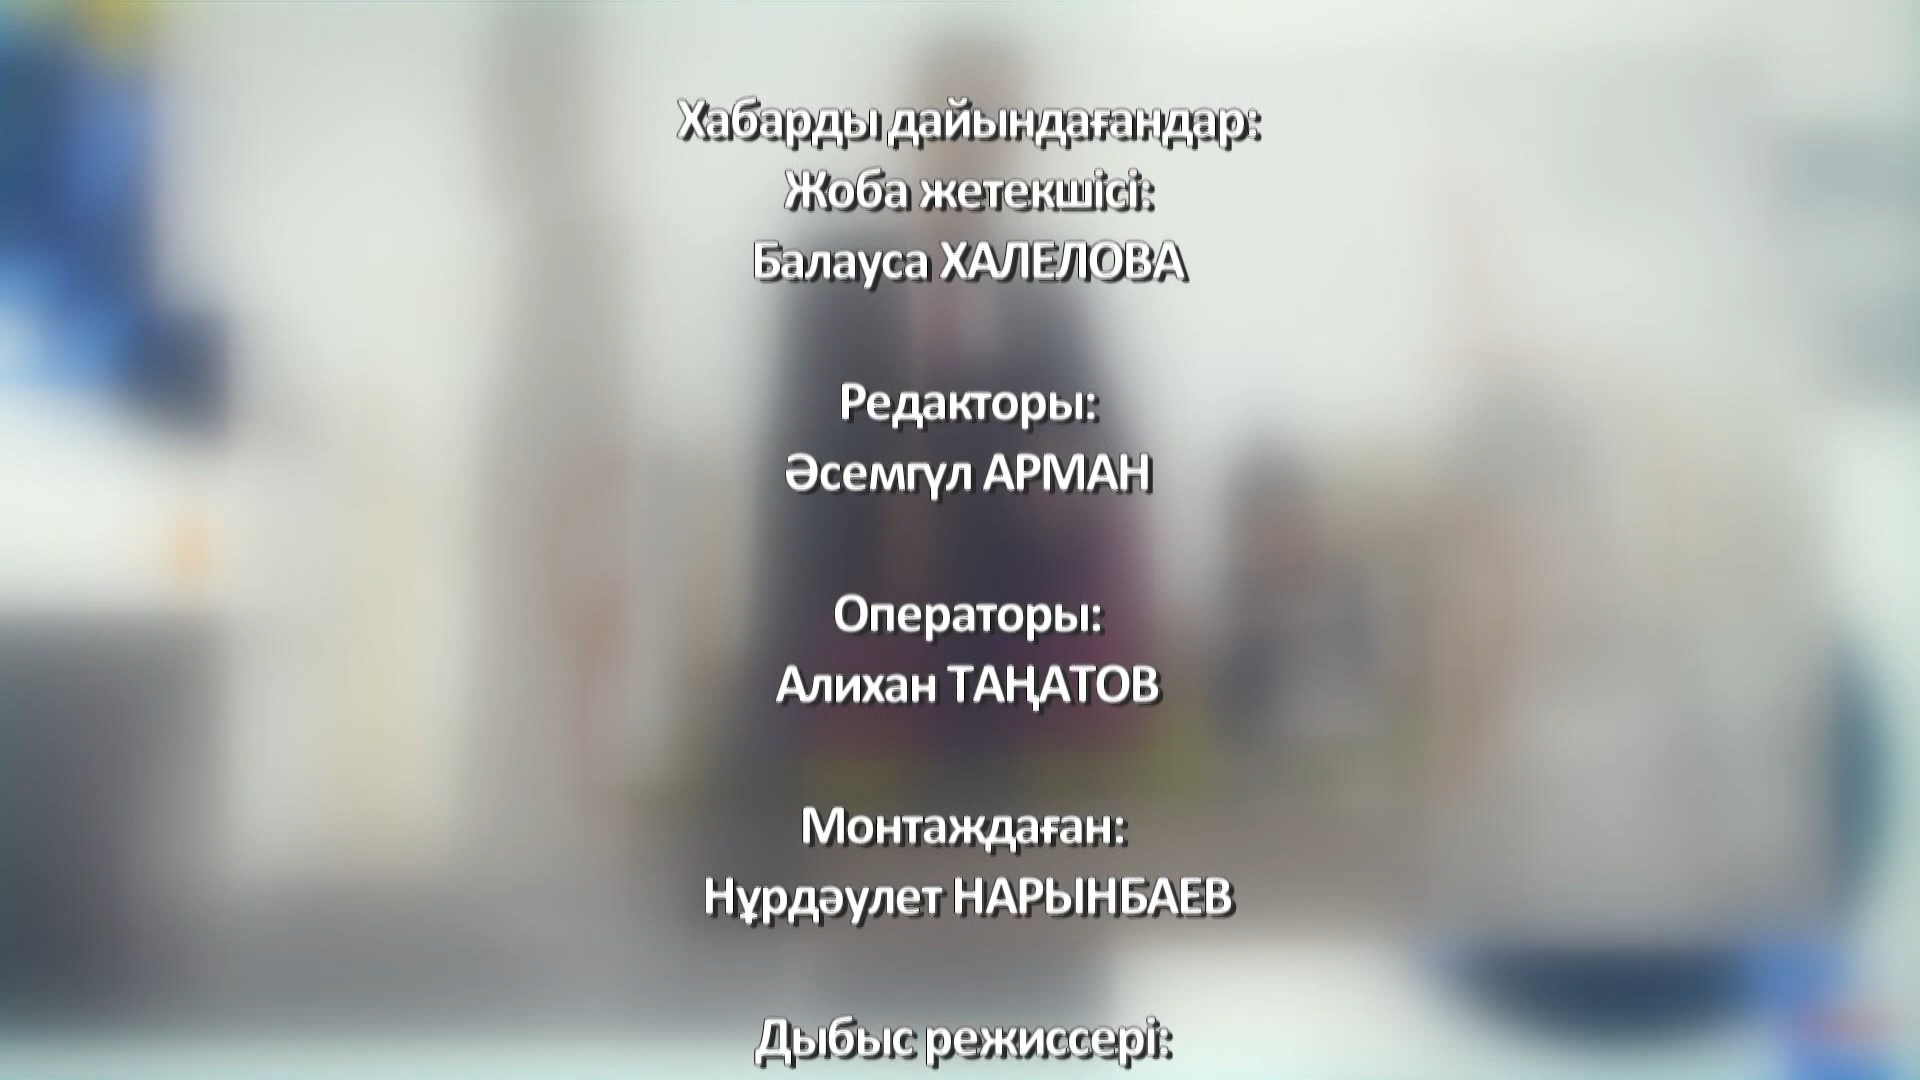 Хабарды дайындағандар:
Жоба жетекшісі:
Балауса ХАЛЕЛОВА
Редакторы:
Әсемгүл АРМАН
Операторы:
Алихан ТАҢАТОВ
Монтаждаған:
Нұрдәулет НАРЫНБАЕВ
Дыбыс режиссері: